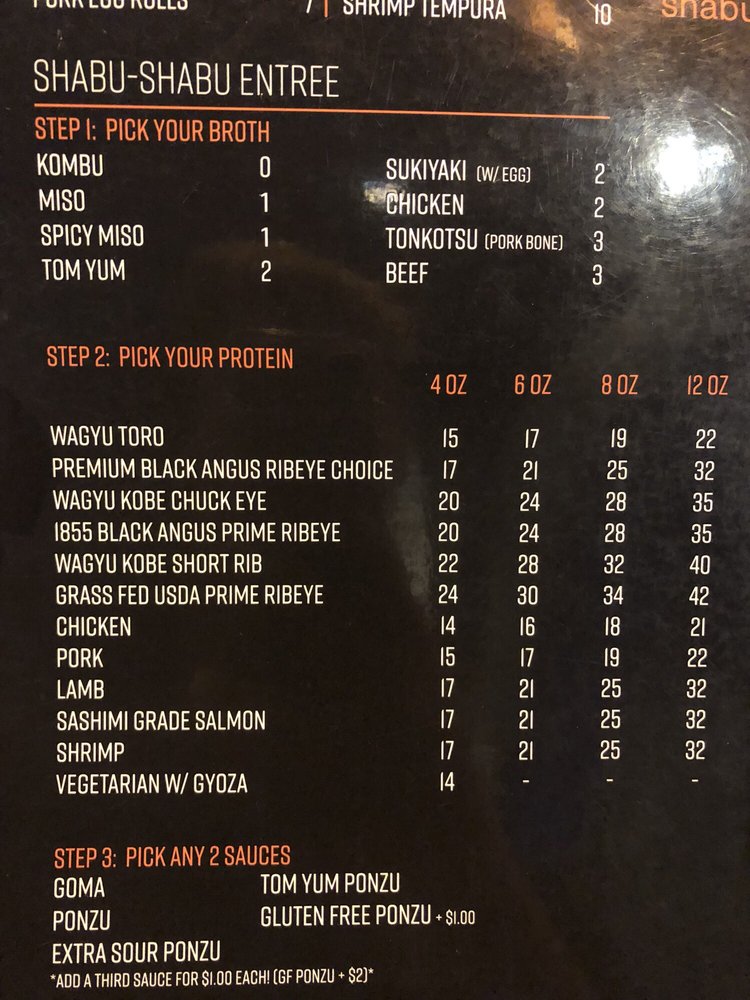 PORK EGG ROLLS 7 | SHRIMP TEMPURA 10 shabu
SHABU-SHABU ENTREE
STEP 1: PICK YOUR BROTH
KOMBU 0 SUKIYAKI (W/ EGG) 2
MISO 1 CHICKEN 2
SPICY MISO 1 TONKOTSU (PORK BONE) 3
TOM YUM 2 BEEF 3
STEP 2: PICK YOUR PROTEIN
4 OZ 6 OZ 8 OZ 12 OZ
WAGYU TORO 15 17 19 22
PREMIUM BLACK ANGUS RIBEYE CHOICE 17 21 25 32
WAGYU KOBE CHUCK EYE 20 24 28 35
1855 BLACK ANGUS PRIME RIBEYE 20 24 28 35
WAGYU KOBE SHORT RIB 22 28 32 40
GRASS FED USDA PRIME RIBEYE 24 30 34 42
CHICKEN 14 16 18 21
PORK 15 17 19 22
LAMB 17 21 25 32
SASHIMI GRADE SALMON 17 21 25 32
SHRIMP 17 21 25 32
VEGETARIAN W/ GYOZA 14 - - -
STEP 3: PICK ANY 2 SAUCES
GOMA TOM YUM PONZU
PONZU GLUTEN FREE PONZU + $1.00
EXTRA SOUR PONZU
*ADD A THIRD SAUCE FOR $1.00 EACH! (GF PONZU + $2)*